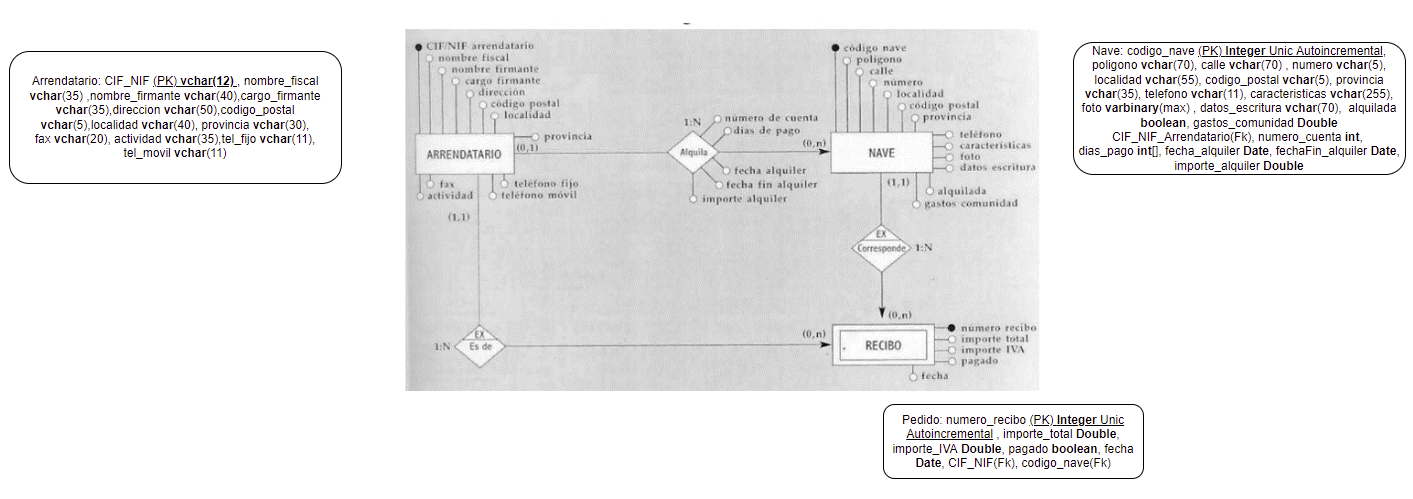 Arrendatario: CIF_NIF (PK) vchar(12) , nombre_fiscal
vchar(35) ,nombre_firmante vchar(40),cargo_firmante
vchar(35),direccion vchar(50),codigo_postal
vchar(5),localidad vchar(40), provincia vchar(30),
fax vchar(20), actividad vchar(35),tel_fijo vchar(11),
tel_movil vchar(11)
CIF/NIF arrendatario
nombre fiscal
nombre firmante
cargo firmante
dirección
código postal
localidad
provincia
ARRENDATARIO
(0,1)
fax
actividad
teléfono fijo
teléfono móvil
(1,1)
1:N
número de cuenta
días de pago
Alquila
(0,n)
fecha alquiler
fecha fin alquiler
importe alquiler
código nave
polígono
calle
número
localidad
código postal
provincia
NAVE
teléfono
características
foto
datos escritura
(1,1)
alquilada
gastos comunidad
EX
Corresponde
1:N
(0,n)
1:N
EX
Es de
(0,n)
RECIBO
número recibo
importe total
importe IVA
pagado
fecha
Nave: codigo_nave (PK) Integer Unic Autoincremental,
poligono vchar(70), calle vchar(70) , numero vchar(5),
localidad vchar(55), codigo_postal vchar(5), provincia
vchar(35), telefono vchar(11), caracteristicas vchar(255),
foto varbinary(max) , datos_escritura vchar(70), alquilada
boolean, gastos_comunidad Double
CIF_NIF_Arrendatario(Fk), numero_cuenta int,
dias_pago int[], fecha_alquiler Date, fechaFin_alquiler Date,
importe_alquiler Double
Pedido: numero_recibo (PK) Integer Unic
Autoincremental , importe_total Double,
importe_IVA Double, pagado boolean, fecha
Date, CIF_NIF(Fk), codigo_nave(Fk)